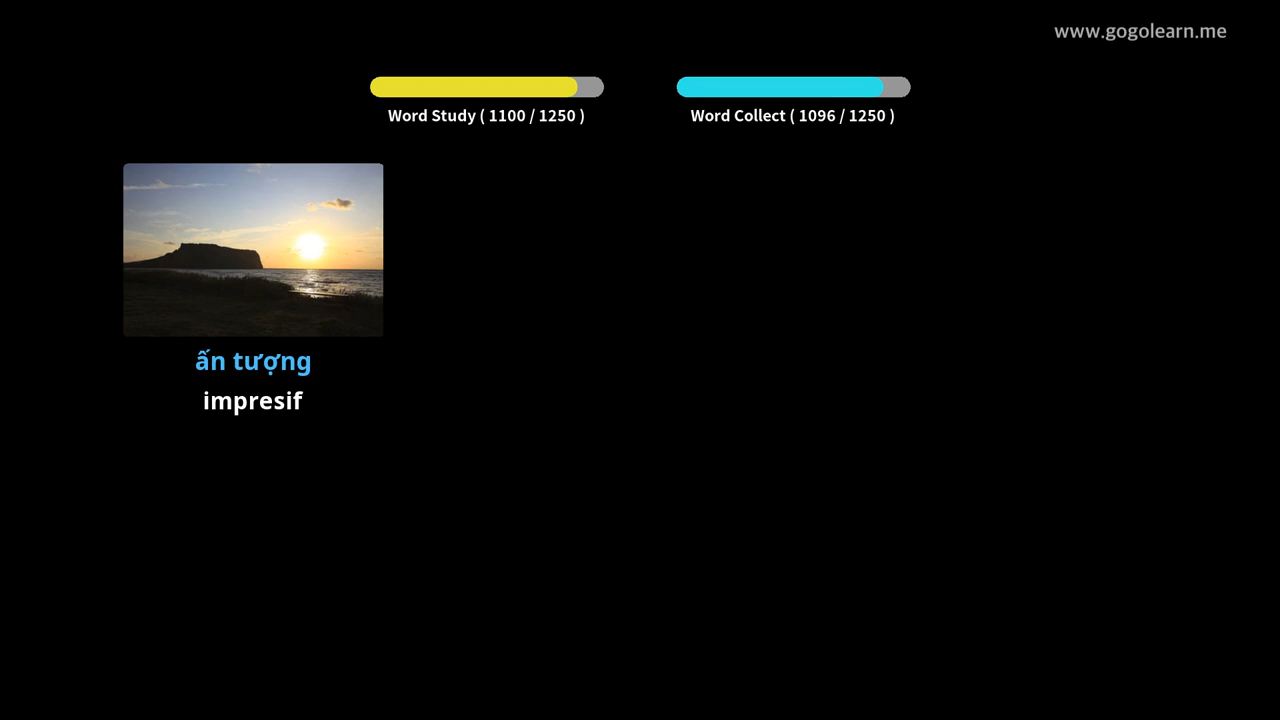 www.gogolearn.me
Word Study ( 1100 / 1250 )
Word Collect ( 1096 / 1250 )
ấn tượng
impresif